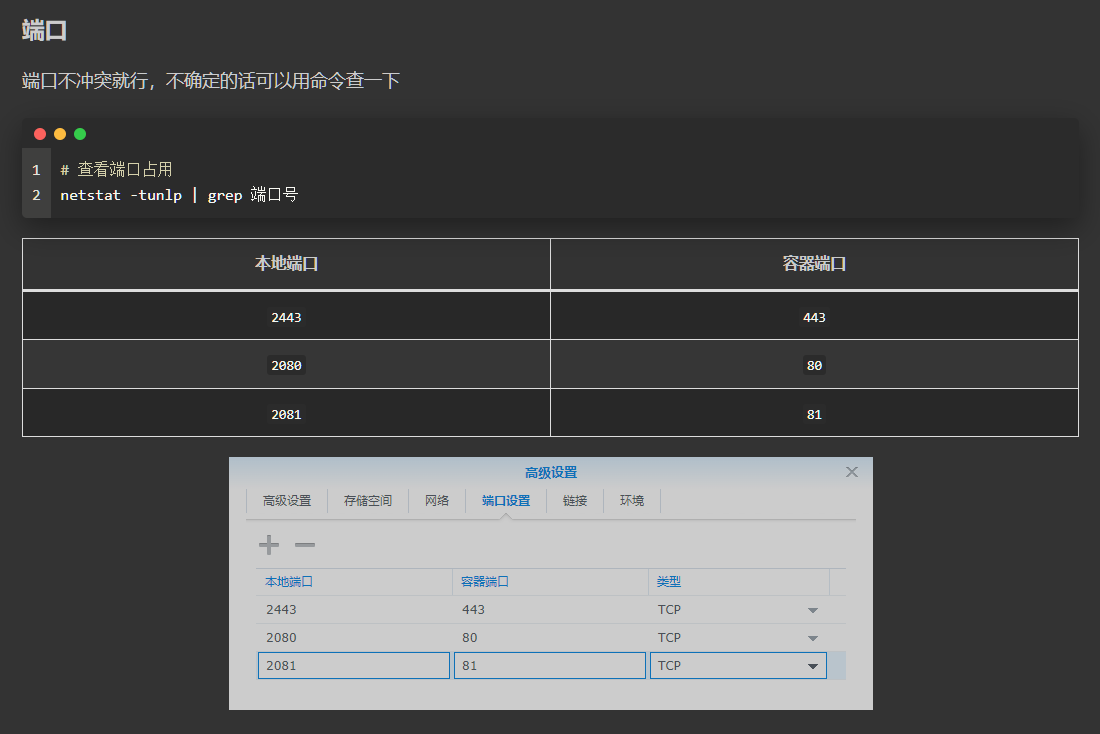 端口
端口不冲突就行，不确定的话可以用命令查一下
1 # 查看端口占用
2 netstat -tunlp | grep 端口号
本地端口 容器端口
2443 443
2080 80
2081 81
高级设置
高级设置 存储空间 网络 端口设置 链接 环境
本地端口 容器端口 类型
2443 443 TCP
2080 80 TCP
2081 81 TCP